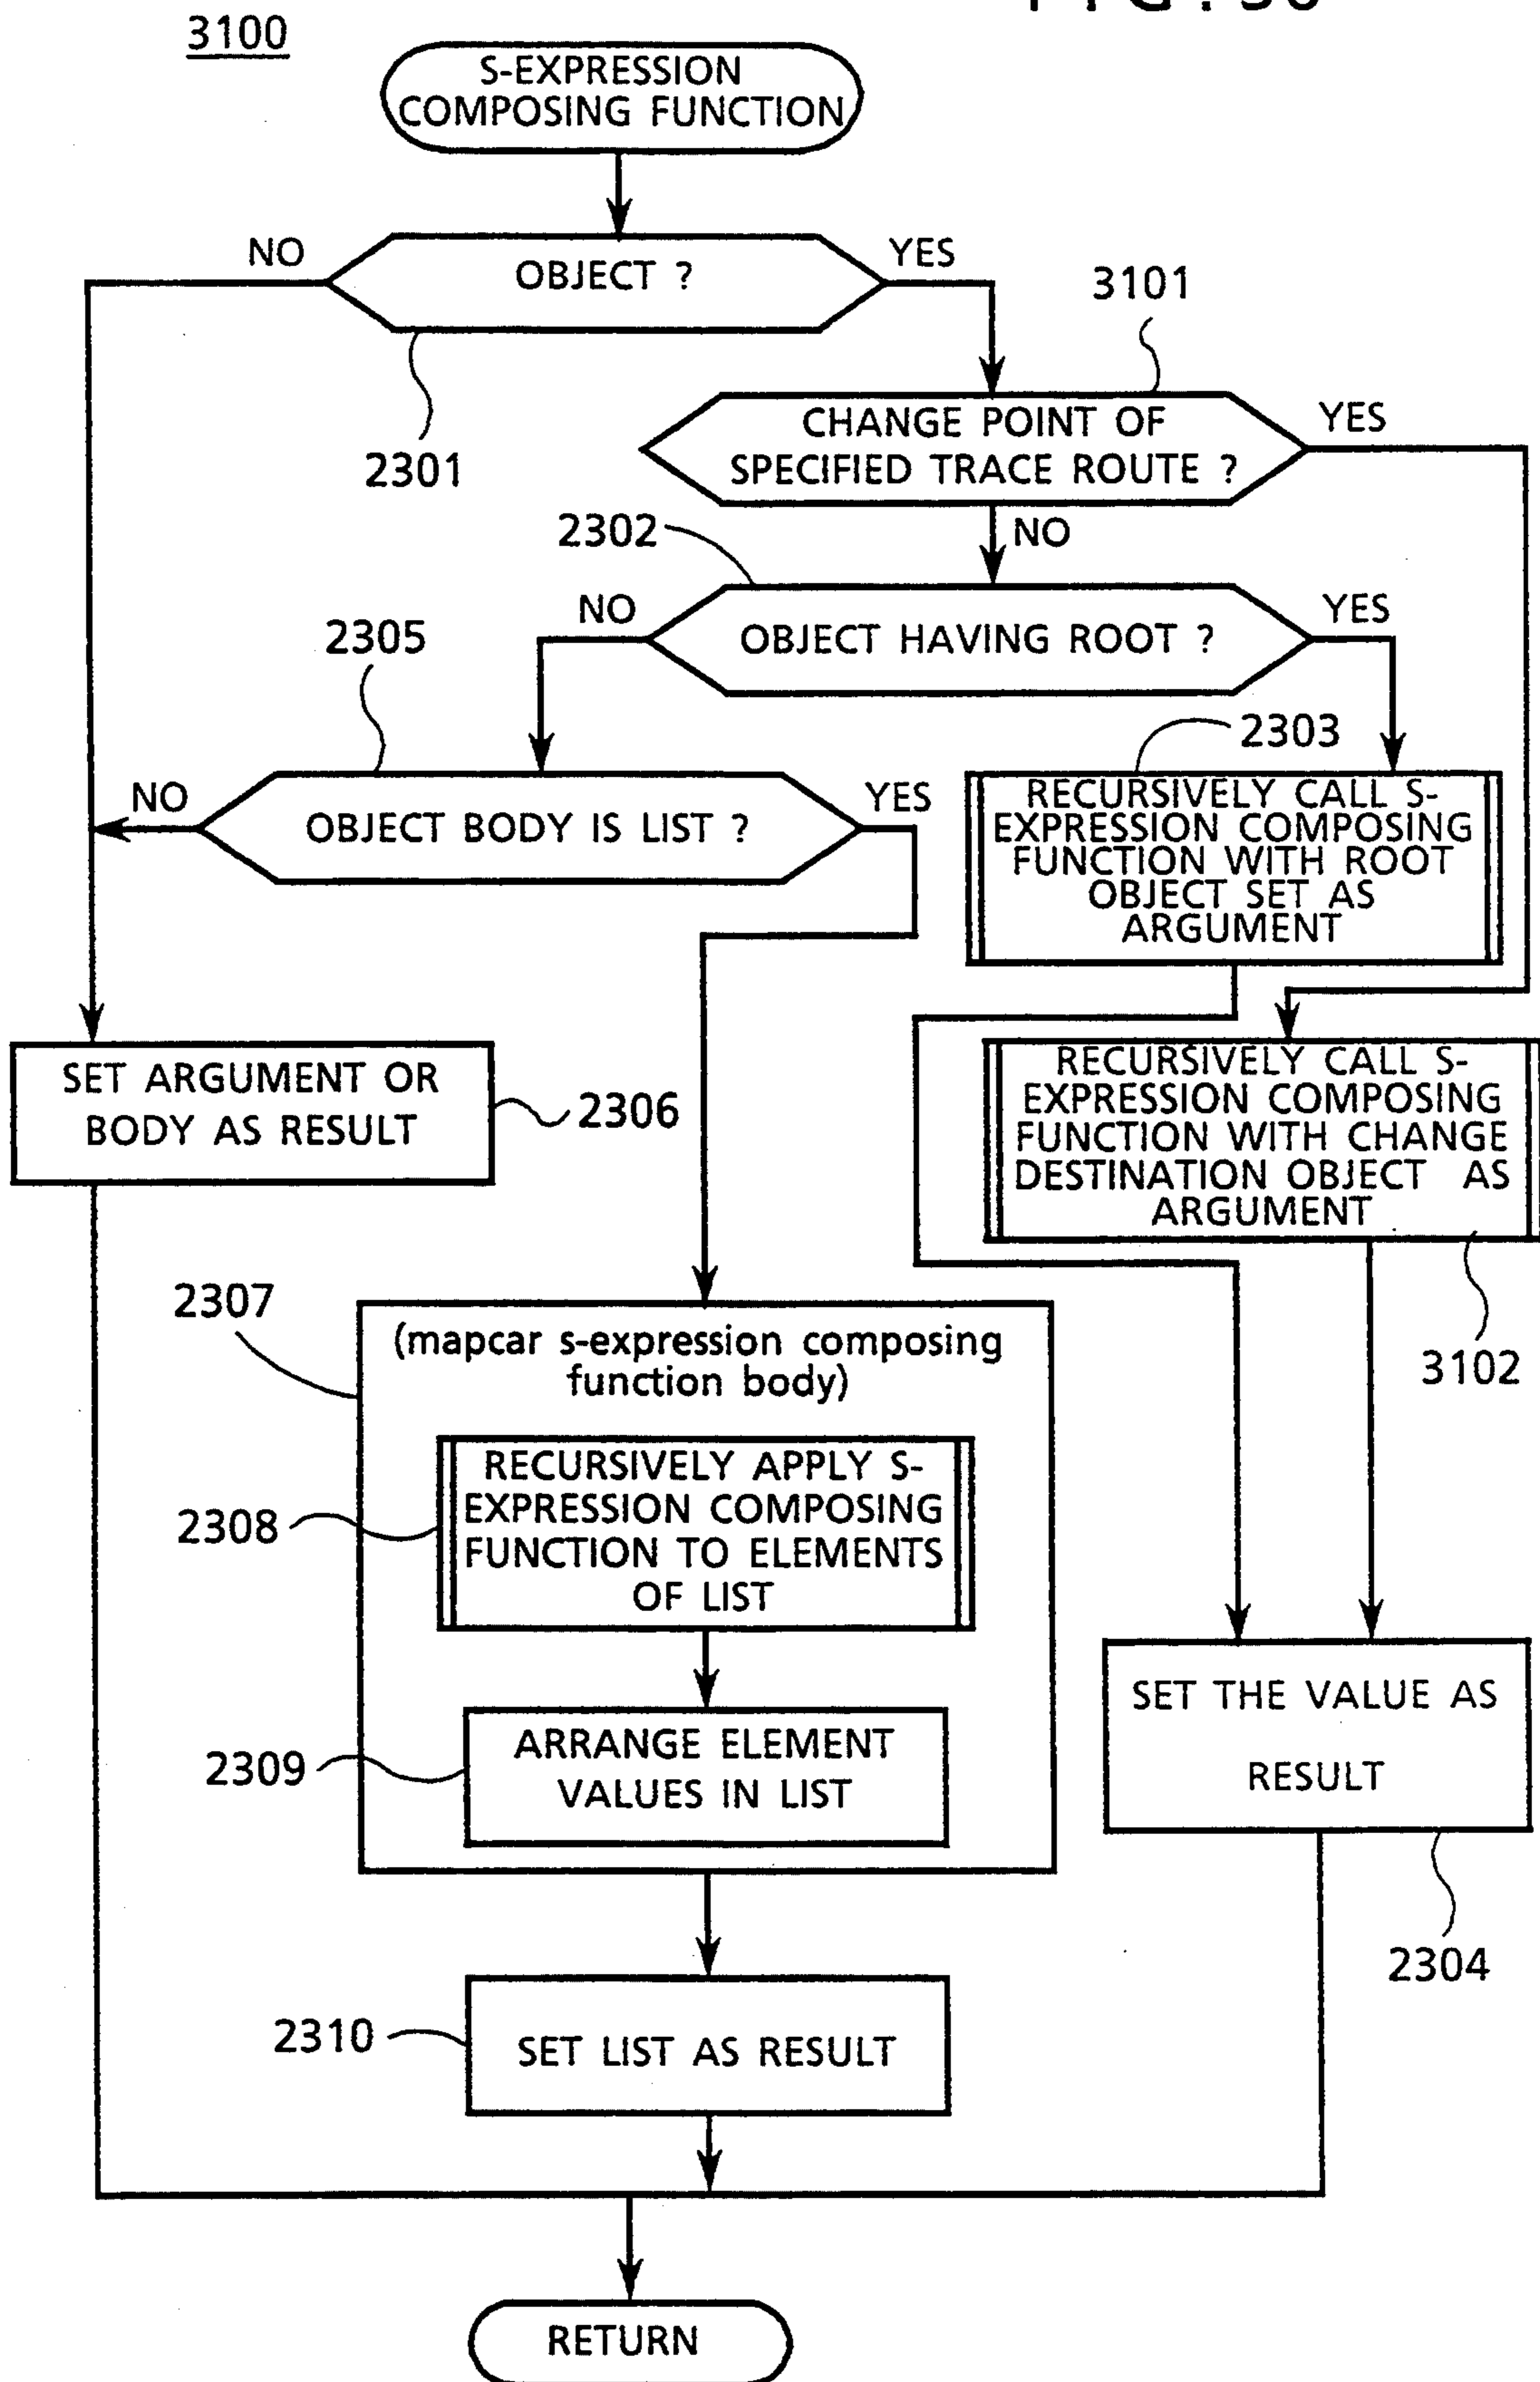 3100
S-EXPRESSION
COMPOSING FUNCTION
NO
OBJECT ?
YES
2301
3101
CHANGE POINT OF
SPECIFIED TRACE ROUTE ?
YES
NO
2302
OBJECT HAVING ROOT ?
NO
YES
2305
NO
OBJECT BODY IS LIST ?
YES
2303
RECURSIVELY CALL S-
EXPRESSION COMPOSING
FUNCTION WITH ROOT
OBJECT SET AS
ARGUMENT
SET ARGUMENT OR
BODY AS RESULT
2306
RECURSIVELY CALL S-
EXPRESSION COMPOSING
FUNCTION WITH CHANGE
DESTINATION OBJECT AS
ARGUMENT
3102
2307
(mapcar s-expression composing
function body)
2308
RECURSIVELY APPLY S-
EXPRESSION COMPOSING
FUNCTION TO ELEMENTS
OF LIST
2309
ARRANGE ELEMENT
VALUES IN LIST
SET THE VALUE AS
RESULT
2304
2310
SET LIST AS RESULT
RETURN